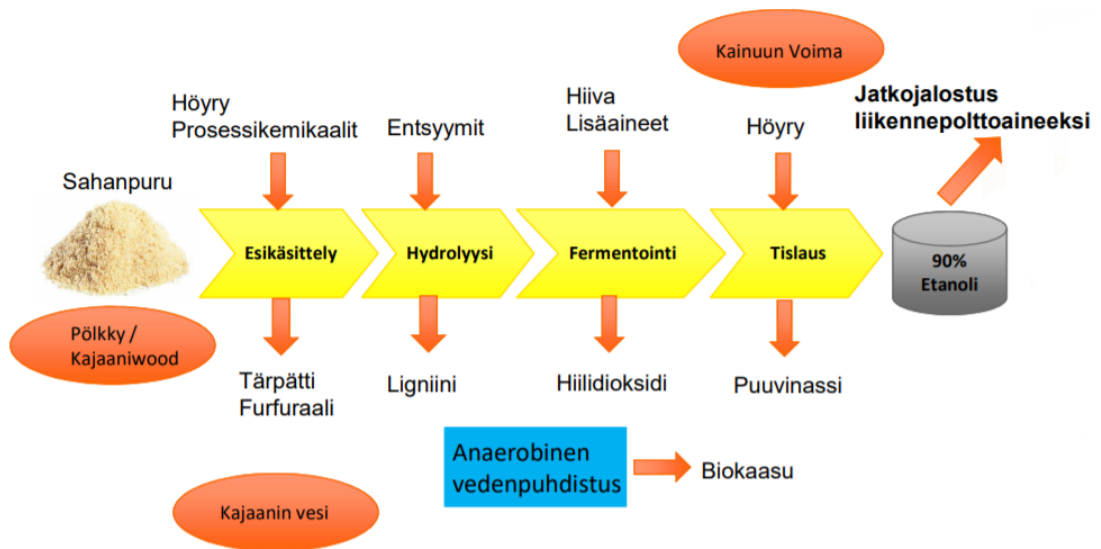 Kainuun Voima
Jatkojalostus
liikennepolttoaineeksi
Höyry
Prosessikemikaalit
Entsyymit
Hiiva
Lisäaineet
Höyry
Sahanpuru
Esikäsittely
Hydrolyysi
Fermentointi
Tislaus
90%
Etanoli
Pölkky /
Kajaaniwood
Tärpätti
Furfuraali
Ligniini
Hiilidioksidi
Puuvinassi
Anaerobinen
vedenpuhdistus
Biokaasu
Kajaanin vesi